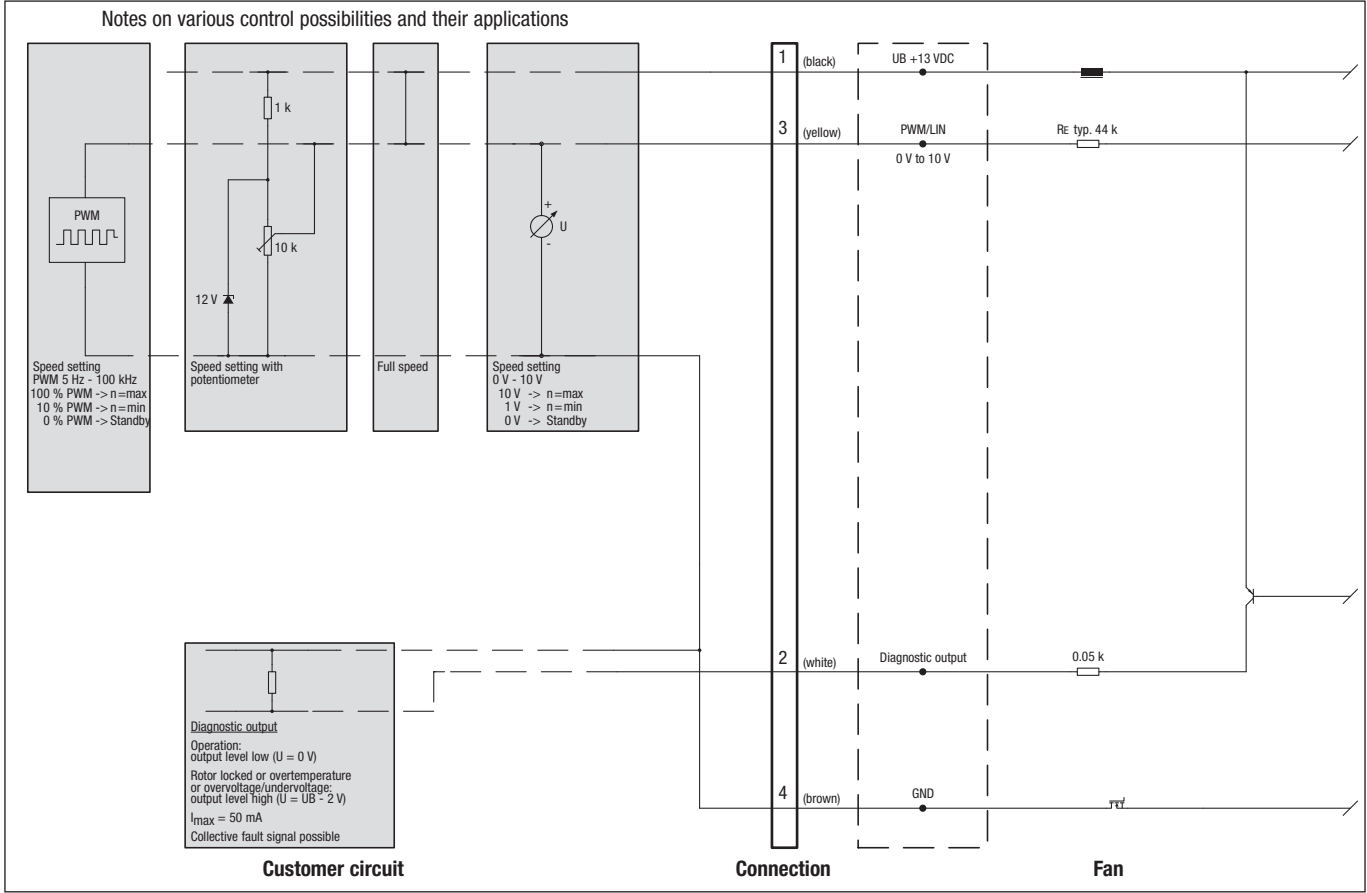 Notes on various control possibilities and their applications
1 k
PWM
10 k
12 V
+
U
-
Speed setting
PWM 5 Hz - 100 kHz
100 % PWM -> n=max
10 % PWM -> n=min
0 % PWM -> Standby
Speed setting with
potentiometer
Full speed
Speed setting
0 V - 10 V
10 V -> n=max
1 V -> n=min
0 V -> Standby
1
(black)
UB +13 VDC
3
(yellow)
PWM/LIN
0 V to 10 V
RE typ. 44 k
2
(white)
Diagnostic output
0.05 k
4
(brown)
GND
Diagnostic output
Operation:
output level low (U = 0 V)
Rotor locked or overtemperature
or overvoltage/undervoltage:
output level high (U = UB - 2 V)
Imax = 50 mA
Collective fault signal possible
Customer circuit
Connection
Fan